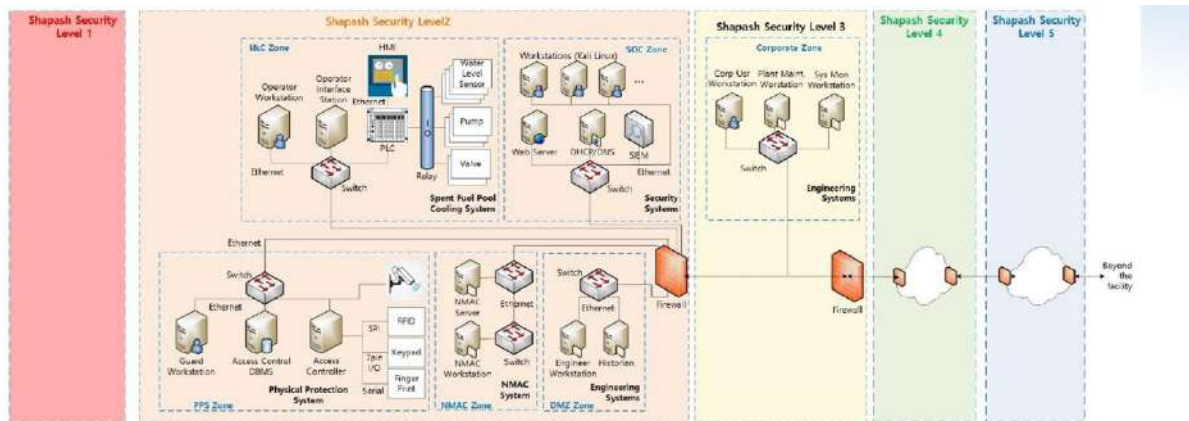 Shapash Security
Level 1
Shapash Security Level2
I&C Zone
HMI
Operator
Workstation
Operator
Interface
Station
Ethernet
PLC
Ethernet
Switch
Relay
Water
Level
Sensor
Pump
Valve
Spent Fuel Pool
Cooling System
SOC Zone
Workstations (Kali Linux)
...
Web Server
DHCP/DNS
SIEM
Ethernet
Switch
Security
Systems
Ethernet
Switch
Ethernet
Guard
Workstation
Access Control
DBMS
Access
Controller
SPI
7pin
I/O
Serial
RFID
Keypad
Finger
Print
Physical Protection
System
PPS Zone
NMAC
Server
Ethernet
NMAC
Workstation
Switch
NMAC
System
NMAC Zone
Switch
Ethernet
Engineer
Workstation
Historian
Engineering
Systems
DMZ Zone
Firewall
Shapash Security Level 3
Corporate Zone
Corp Usr
Workstation
Plant Maint.
Worstation
Sys Mon
Workstation
Switch
Engineering
Systems
Firewall
Shapash Security
Level 4
Shapash Security
Level 5
Beyond
the
facility